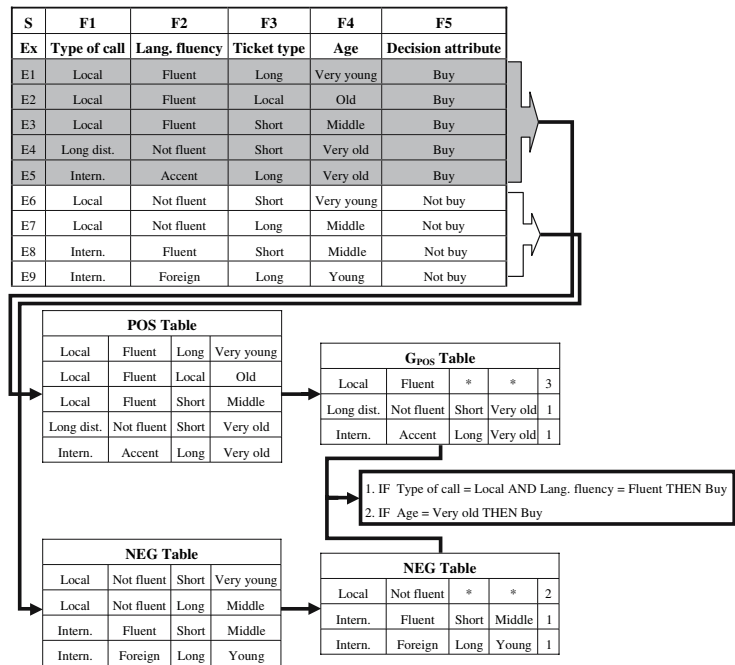 S F1 F2 F3 F4 F5
Ex Type of call Lang. fluency Ticket type Age Decision attribute
E1 Local Fluent Long Very young Buy
E2 Local Fluent Local Old Buy
E3 Local Fluent Short Middle Buy
E4 Long dist. Not fluent Short Very old Buy
E5 Intern. Accent Long Very old Buy
E6 Local Not fluent Short Very young Not buy
E7 Local Not fluent Long Middle Not buy
E8 Intern. Fluent Short Middle Not buy
E9 Intern. Foreign Long Young Not buy
POS Table
Local Fluent Long Very young
Local Fluent Local Old
Local Fluent Short Middle
Long dist. Not fluent Short Very old
Intern. Accent Long Very old
GPOS Table
Local Fluent * * 3
Long dist. Not fluent Short Very old 1
Intern. Accent Long Very old 1
1. IF Type of call = Local AND Lang. fluency = Fluent THEN Buy
2. IF Age = Very old THEN Buy
NEG Table
Local Not fluent Short Very young
Local Not fluent Long Middle
Intern. Fluent Short Middle
Intern. Foreign Long Young
NEG Table
Local Not fluent * * 2
Intern. Fluent Short Middle 1
Intern. Foreign Long Young 1